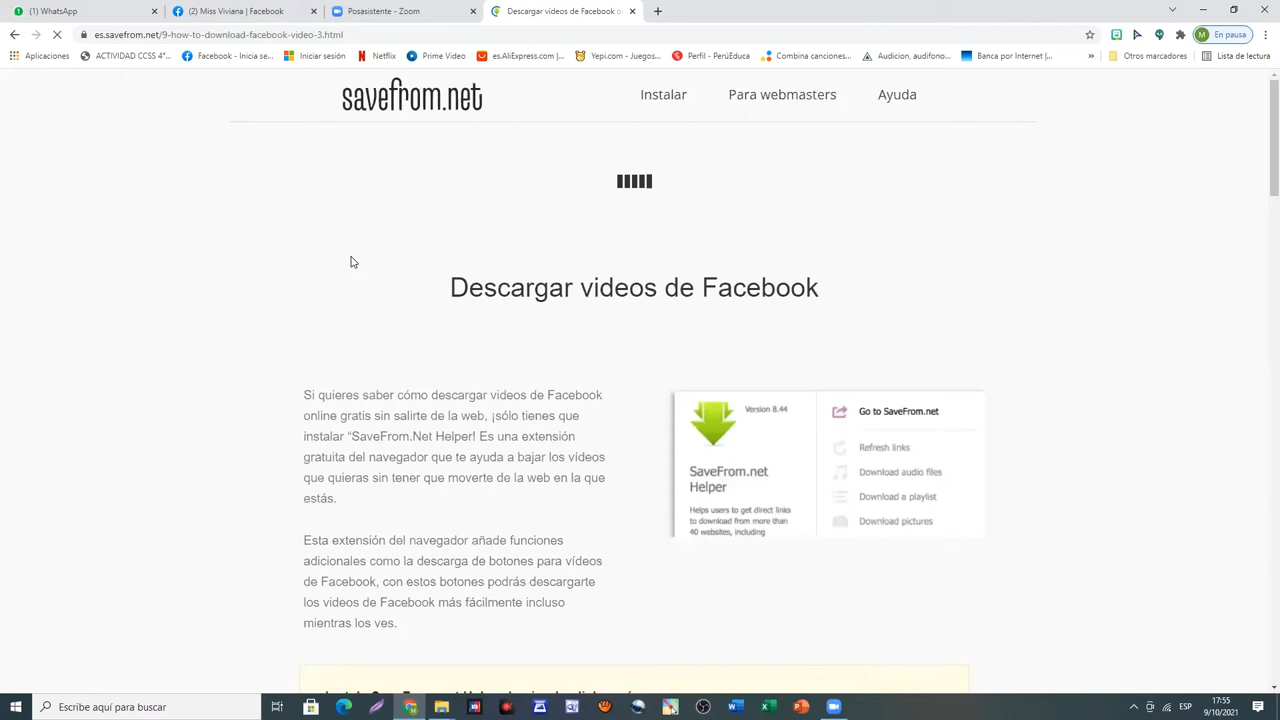 (1) WhatsApp
(2) Miss Viviana | Facebook
Posasistente - Zoom
Descargar videos de Facebook o
es.savefrom.net/9-how-to-download-facebook-video-3.html
M En pausa
Aplicaciones
ACTIVIDAD CCSS 4°...
Facebook - Inicia se...
Iniciar sesión
Netflix
Prime Video
es.AliExpress.com |...
Yepi.com - Juegos...
Perfil - PerúEduca
Combina canciones...
Audicion, audifono...
Banca por Internet |...
»
Otros marcadores
Lista de lectura
savefrom.net
Instalar
Para webmasters
Ayuda
Descargar videos de Facebook
Si quieres saber cómo descargar videos de Facebook
online gratis sin salirte de la web, ¡sólo tienes que
instalar “SaveFrom.Net Helper! Es una extensión
gratuita del navegador que te ayuda a bajar los vídeos
que quieras sin tener que moverte de la web en la que
estás.
Esta extensión del navegador añade funciones
adicionales como la descarga de botones para vídeos
de Facebook, con estos botones podrás descargarte
los videos de Facebook más fácilmente incluso
mientras los ves.
Version 8.44
SaveFrom.net
Helper
Helps users to get direct links
to download from more than
40 websites, including
Go to SaveFrom.net
Refresh links
Download audio files
Download a playlist
Download pictures
Escribe aquí para buscar
ESP
17:55
9/10/2021